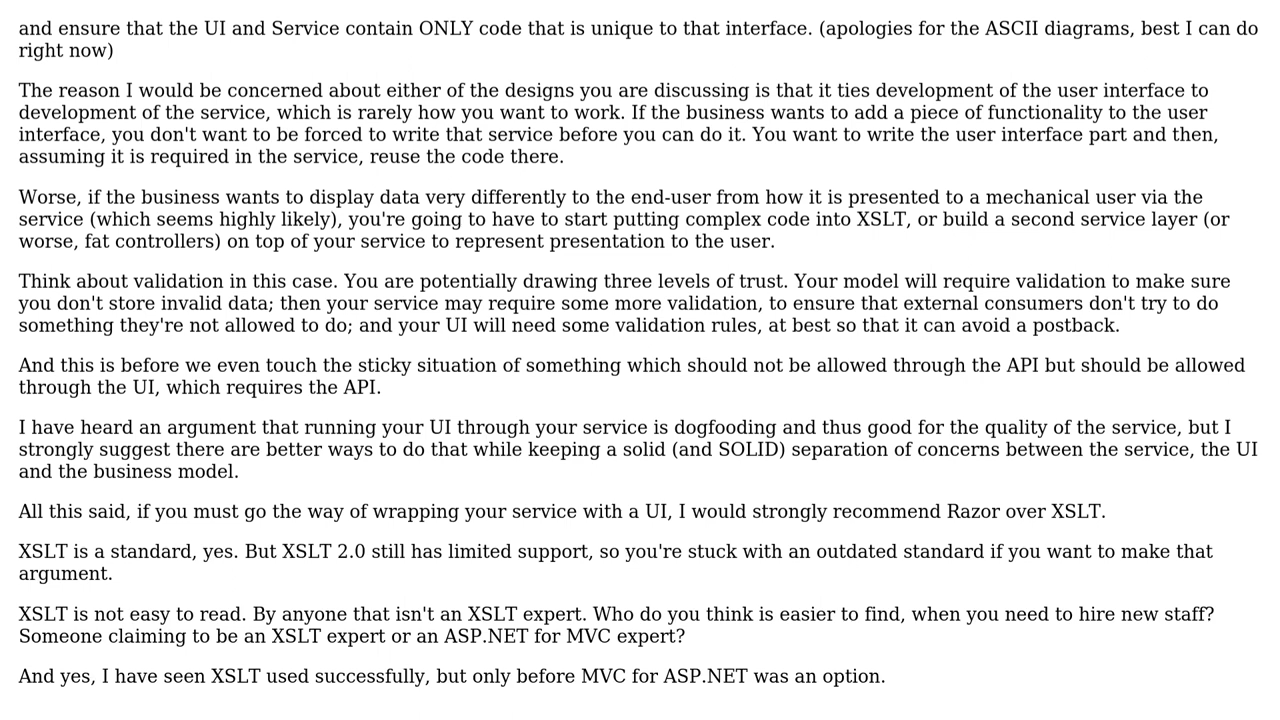 and ensure that the UI and Service contain ONLY code that is unique to that interface. (apologies for the ASCII diagrams, best I can do
right now)
The reason I would be concerned about either of the designs you are discussing is that it ties development of the user interface to
development of the service, which is rarely how you want to work. If the business wants to add a piece of functionality to the user
interface, you don't want to be forced to write that service before you can do it. You want to write the user interface part and then,
assuming it is required in the service, reuse the code there.
Worse, if the business wants to display data very differently to the end-user from how it is presented to a mechanical user via the
service (which seems highly likely), you're going to have to start putting complex code into XSLT, or build a second service layer (or
worse, fat controllers) on top of your service to represent presentation to the user.
Think about validation in this case. You are potentially drawing three levels of trust. Your model will require validation to make sure
you don't store invalid data; then your service may require some more validation, to ensure that external consumers don't try to do
something they're not allowed to do; and your UI will need some validation rules, at best so that it can avoid a postback.
And this is before we even touch the sticky situation of something which should not be allowed through the API but should be allowed
through the UI, which requires the API.
I have heard an argument that running your UI through your service is dogfooding and thus good for the quality of the service, but I
strongly suggest there are better ways to do that while keeping a solid (and SOLID) separation of concerns between the service, the UI
and the business model.
All this said, if you must go the way of wrapping your service with a UI, I would strongly recommend Razor over XSLT.
XSLT is a standard, yes. But XSLT 2.0 still has limited support, so you're stuck with an outdated standard if you want to make that
argument.
XSLT is not easy to read. By anyone that isn't an XSLT expert. Who do you think is easier to find, when you need to hire new staff?
Someone claiming to be an XSLT expert or an ASP.NET for MVC expert?
And yes, I have seen XSLT used successfully, but only before MVC for ASP.NET was an option.